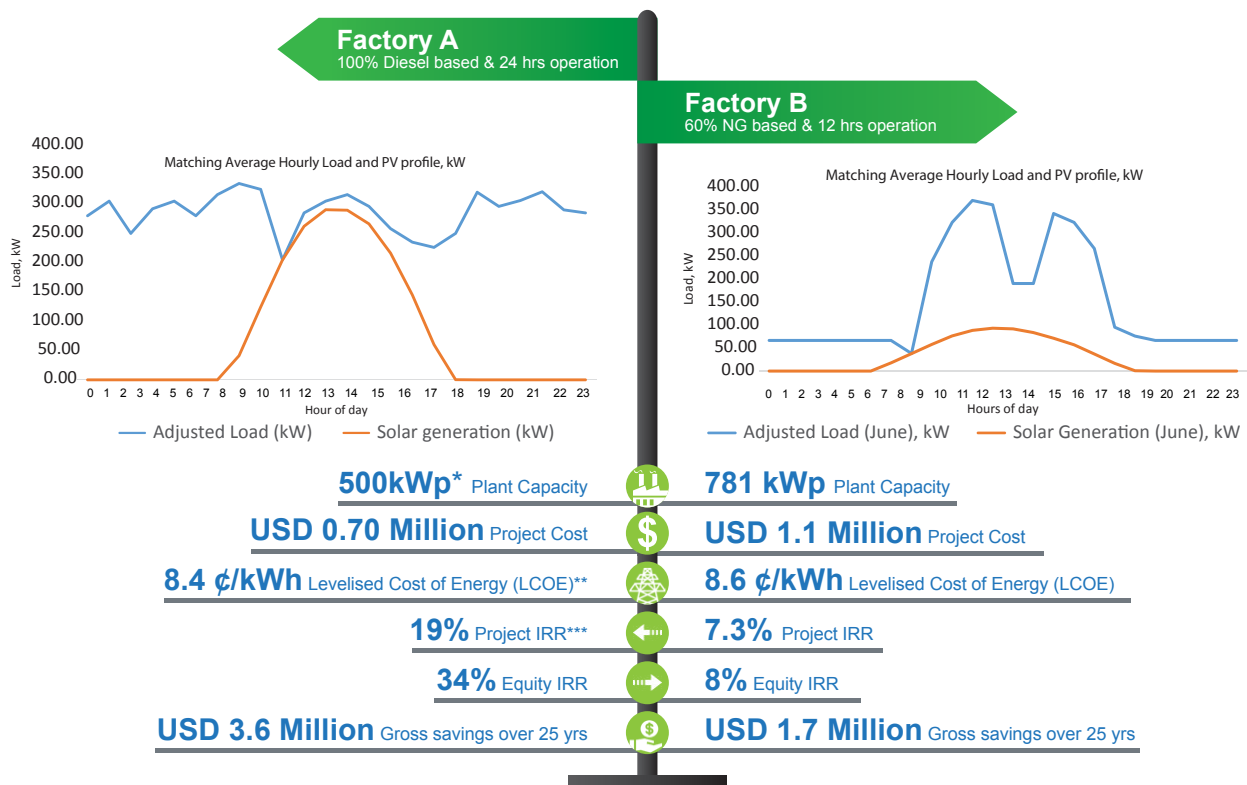 Factory A
100% Diesel based & 24 hrs operation
Factory B
60% NG based & 12 hrs operation
Matching Average Hourly Load and PV profile, kW
400.00
350.00
300.00
250.00
200.00
150.00
100.00
50.00
0.00
Load, kW
0 1 2 3 4 5 6 7 8 9 10 11 12 13 14 15 16 17 18 19 20 21 22 23
Hour of day
Adjusted Load (kW) Solar generation (kW)
Matching Average Hourly Load and PV profile, kW
400.00
350.00
300.00
250.00
200.00
150.00
100.00
50.00
0.00
Load, kW
0 1 2 3 4 5 6 7 8 9 10 11 12 13 14 15 16 17 18 19 20 21 22 23
Hours of day
Adjusted Load (June), kW Solar Generation (June), kW
500kWp* Plant Capacity
781 kWp Plant Capacity
USD 0.70 Million Project Cost
$
USD 1.1 Million Project Cost
8.4 ¢/kWh Levelised Cost of Energy (LCOE)**
8.6 ¢/kWh Levelised Cost of Energy (LCOE)
19% Project IRR***
7.3% Project IRR
34% Equity IRR
8% Equity IRR
USD 3.6 Million Gross savings over 25 yrs
$
USD 1.7 Million Gross savings over 25 yrs